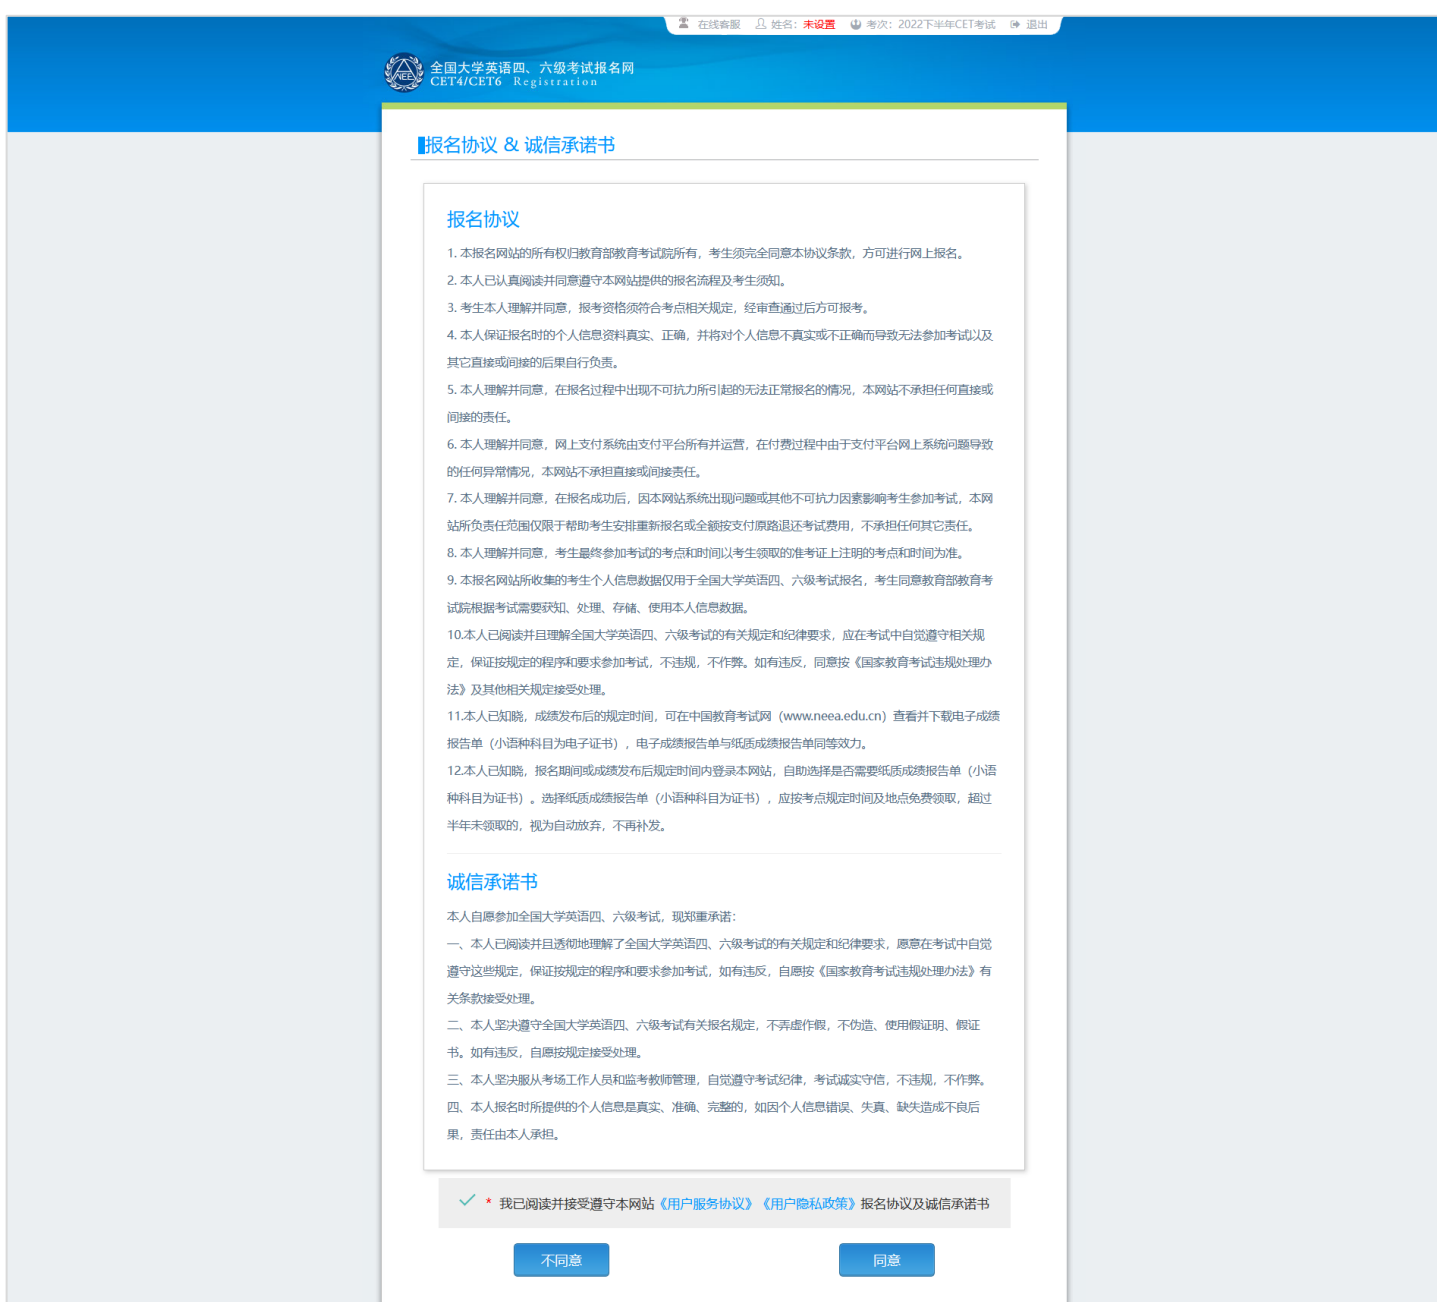 在线客服 姓名：未设置 考次：2022下半年CET考试 退出
NEEA
全国大学英语四、六级考试报名网
CET4/CET6 Registration
报名协议 & 诚信承诺书
报名协议
1. 本报名网站的所有权归教育部教育考试院所有，考生须完全同意本协议条款，方可进行网上报名。
2. 本人已认真阅读并同意遵守本网站提供的报名流程及考生须知。
3. 考生本人理解并同意，报考资格须符合考点相关规定，经审查通过后方可报考。
4. 本人保证报名时的个人信息资料真实、正确，并将对个人信息不真实或不正确而导致无法参加考试以及
其它直接或间接的后果自行负责。
5. 本人理解并同意，在报名过程中出现不可抗力所引起的无法正常报名的情况，本网站不承担任何直接或
间接的责任。
6. 本人理解并同意，网上支付系统由支付平台所有并运营，在付费过程中由于支付平台网上系统问题导致
的任何异常情况，本网站不承担直接或间接责任。
7. 本人理解并同意，在报名成功后，因本网站系统出现问题或其他不可抗力因素影响考生参加考试，本网
站所负责任范围仅限于帮助考生安排重新报名或全额按支付原路退还考试费用，不承担任何其它责任。
8. 本人理解并同意，考生最终参加考试的考点和时间以考生领取的准考证上注明的考点和时间为准。
9. 本报名网站所收集的考生个人信息数据仅用于全国大学英语四、六级考试报名，考生同意教育部教育考
试院根据考试需要获知、处理、存储、使用本人信息数据。
10.本人已阅读并且理解全国大学英语四、六级考试的有关规定和纪律要求，应在考试中自觉遵守相关规
定，保证按规定的程序和要求参加考试，不违规，不作弊。如有违反，同意按《国家教育考试违规处理办
法》及其他相关规定接受处理。
11.本人已知晓，成绩发布后的规定时间，可在中国教育考试网（www.neea.edu.cn）查看并下载电子成绩
报告单（小语种科目为电子证书），电子成绩报告单与纸质成绩报告单同等效力。
12.本人已知晓，报名期间或成绩发布后规定时间内登录本网站，自助选择是否需要纸质成绩报告单（小语
种科目为证书）。选择纸质成绩报告单（小语种科目为证书），应按考点规定时间及地点免费领取，超过
半年未领取的，视为自动放弃，不再补发。
诚信承诺书
本人自愿参加全国大学英语四、六级考试，现郑重承诺：
一、本人已阅读并且透彻地理解了全国大学英语四、六级考试的有关规定和纪律要求，愿意在考试中自觉
遵守这些规定，保证按规定的程序和要求参加考试，如有违反，自愿按《国家教育考试违规处理办法》有
关条款接受处理。
二、本人坚决遵守全国大学英语四、六级考试有关报名规定，不弄虚作假，不伪造、使用假证明、假证
书。如有违反，自愿按规定接受处理。
三、本人坚决服从考场工作人员和监考教师管理，自觉遵守考试纪律，考试诚实守信，不违规，不作弊。
四、本人报名时所提供的个人信息是真实、准确、完整的，如因个人信息错误、失真、缺失造成不良后
果，责任由本人承担。
* 我已阅读并接受遵守本网站《用户服务协议》《用户隐私政策》报名协议及诚信承诺书
不同意 同意